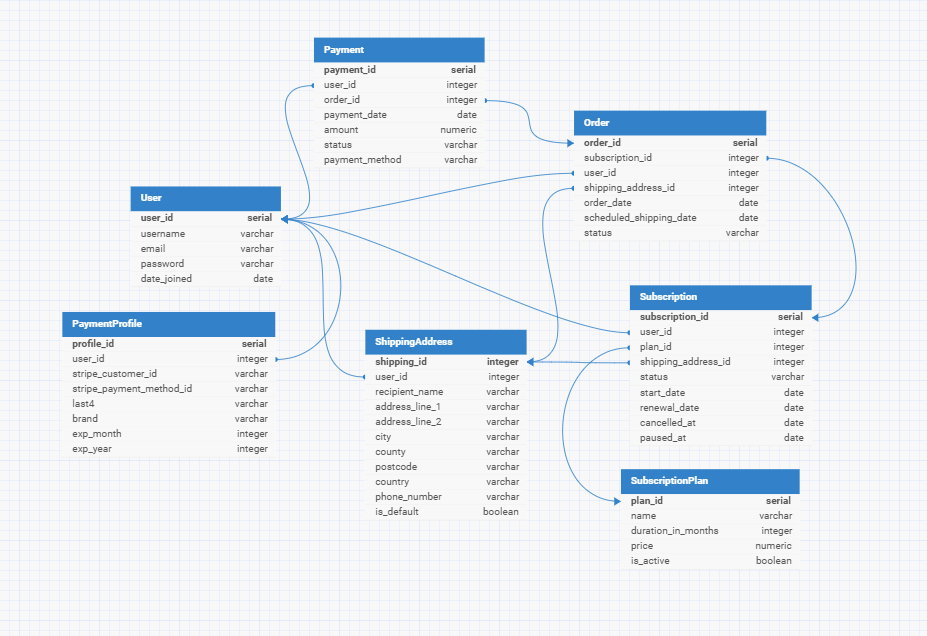 Payment
payment_id serial
user_id integer
order_id integer
payment_date date
amount numeric
status varchar
payment_method varchar
Order
order_id serial
subscription_id integer
user_id integer
shipping_address_id integer
order_date date
scheduled_shipping_date date
status varchar
User
user_id serial
username varchar
email varchar
password varchar
date_joined date
Subscription
subscription_id serial
user_id integer
plan_id integer
shipping_address_id integer
status varchar
start_date date
renewal_date date
cancelled_at date
paused_at date
PaymentProfile
profile_id serial
user_id integer
stripe_customer_id varchar
stripe_payment_method_id varchar
last4 varchar
brand varchar
exp_month integer
exp_year integer
ShippingAddress
shipping_id integer
user_id integer
recipient_name varchar
address_line_1 varchar
address_line_2 varchar
city varchar
county varchar
postcode varchar
country varchar
phone_number varchar
is_default boolean
SubscriptionPlan
plan_id serial
name varchar
duration_in_months integer
price numeric
is_active boolean